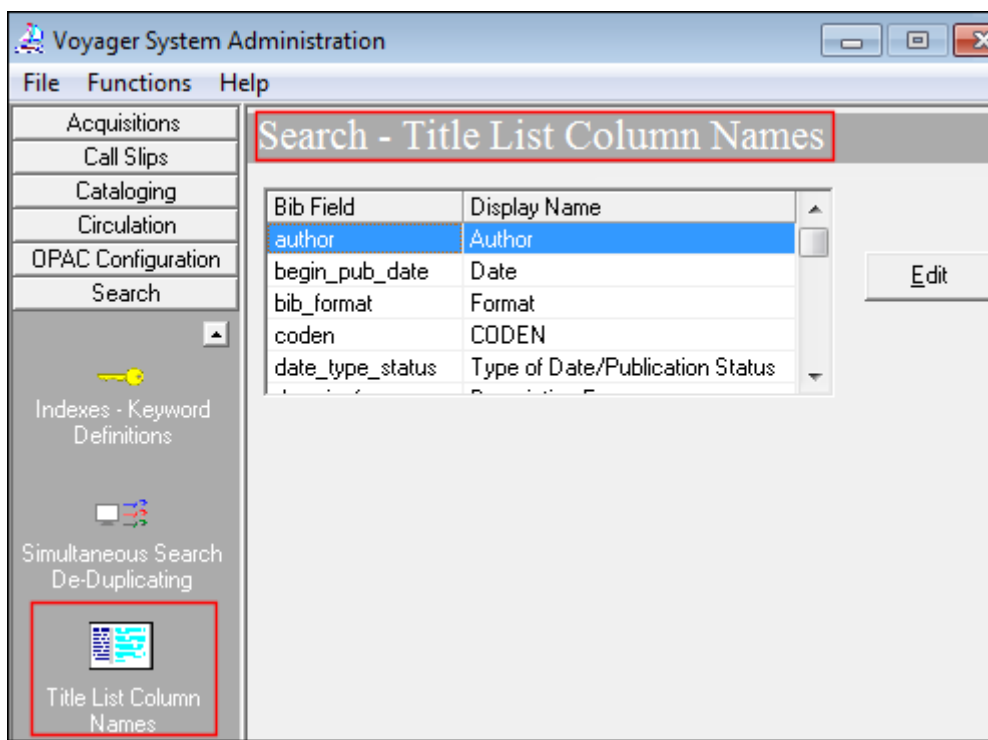 Voyager System Administration
File Functions Help
Acquisitions
Call Slips
Cataloging
Circulation
OPAC Configuration
Search
Indexes - Keyword
Definitions
Simultaneous Search
De-Duplicating
Title List Column
Names
Search - Title List Column Names
Bib Field Display Name
author Author
begin_pub_date Date
bib_format Format
coden CODEN
date_type_status Type of Date/Publication Status
Edit